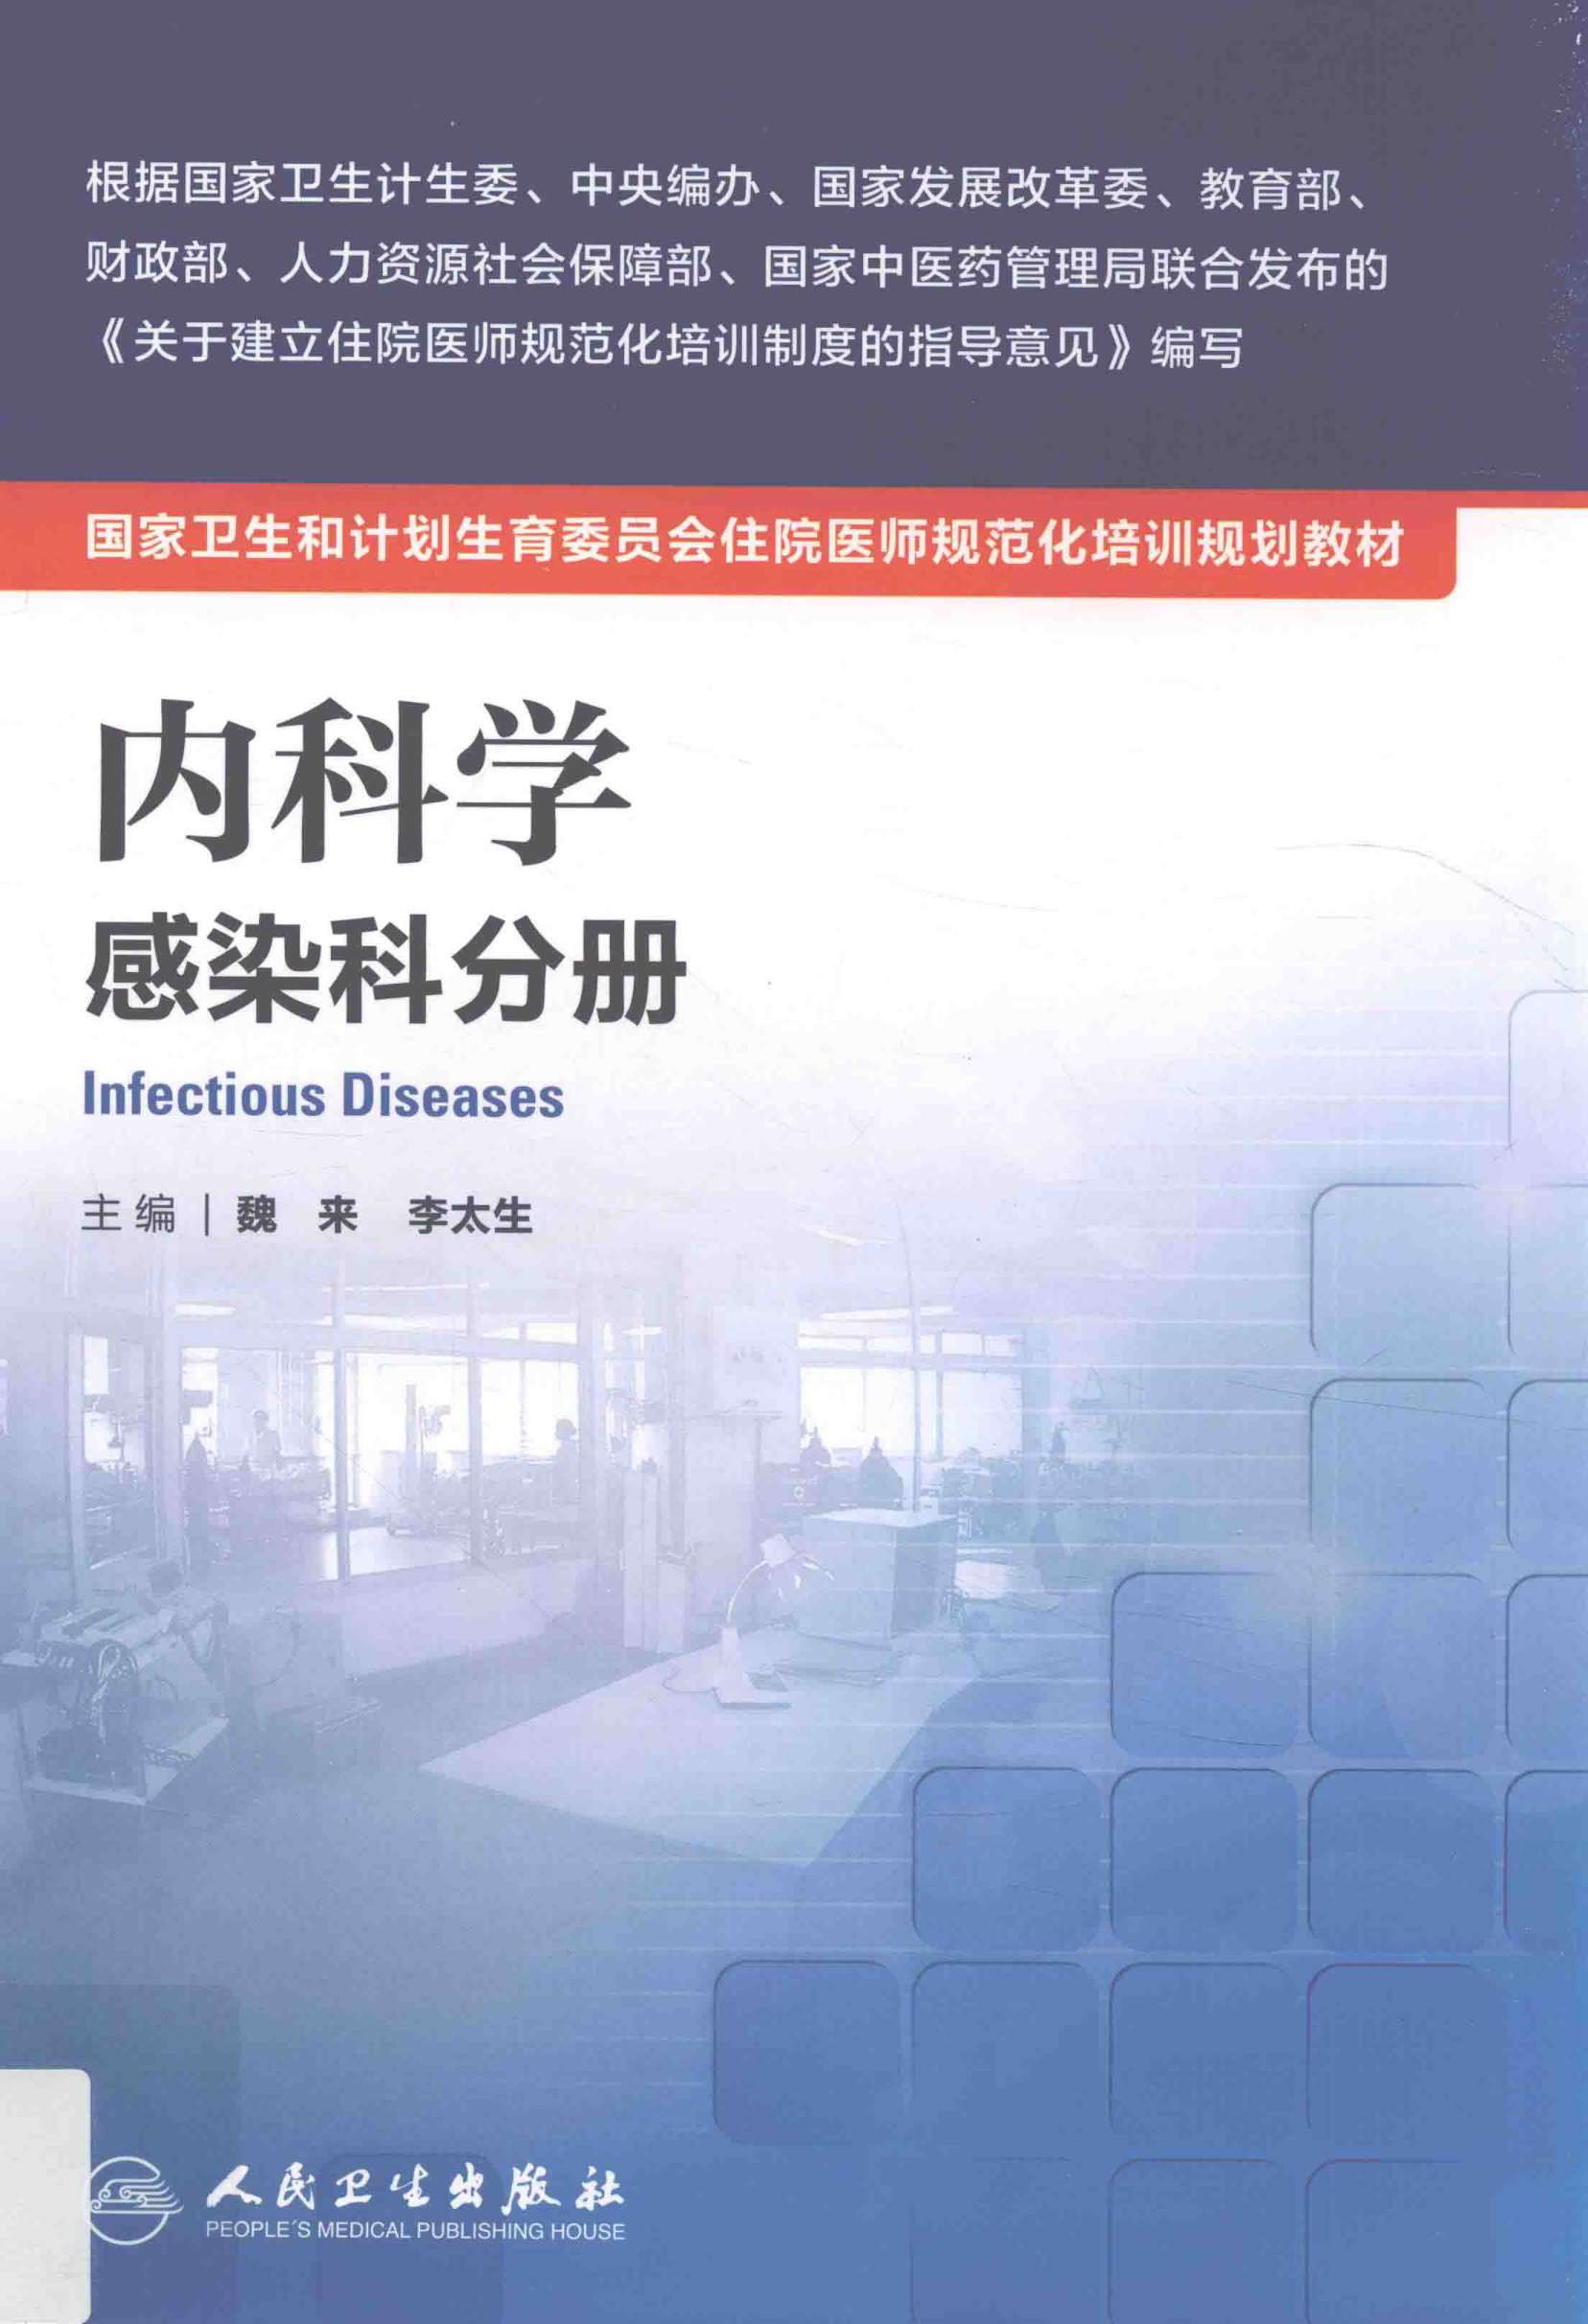 根据国家卫生计生委、中央编办、国家发展改革委、教育部、
财政部、人力资源社会保障部、国家中医药管理局联合发布的
《关于建立住院医师规范化培训制度的指导意见》编写
国家卫生和计划生育委员会住院医师规范化培训规划教材
内科学
感染科分册
Infectious Diseases
主编 | 魏 来 李太生
人民卫生出版社
PEOPLE'S MEDICAL PUBLISHING HOUSE